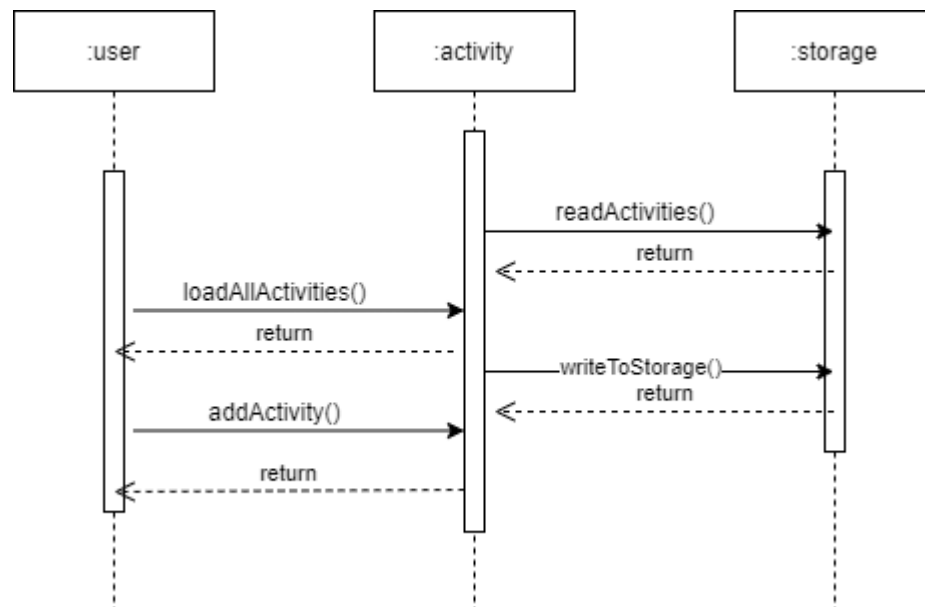 :user
:activity
:storage
readActivities()
return
loadAllActivities()
return
writeToStorage()
return
addActivity()
return